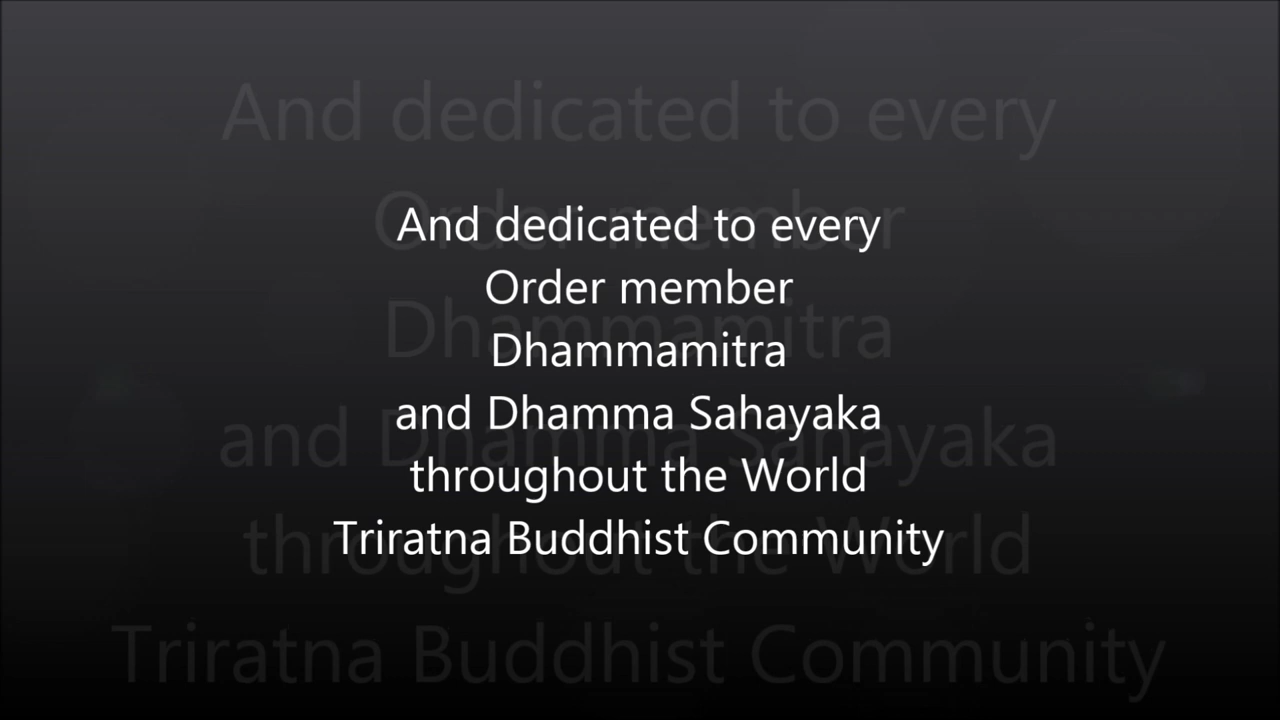 And dedicated to every
Order member
Dhammamitra
and Dhamma Sahayaka
throughout the World
Triratna Buddhist Community